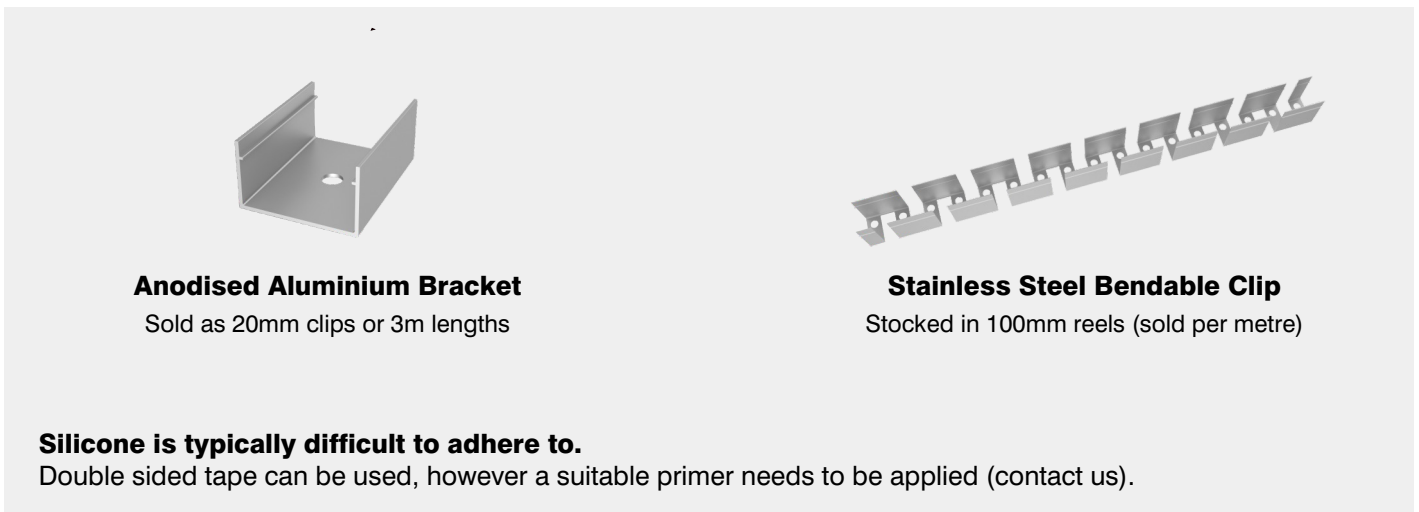 Anodised Aluminium Bracket
Sold as 20mm clips or 3m lengths
Stainless Steel Bendable Clip
Stocked in 100mm reels (sold per metre)
Silicone is typically difficult to adhere to.
Double sided tape can be used, however a suitable primer needs to be applied (contact us).